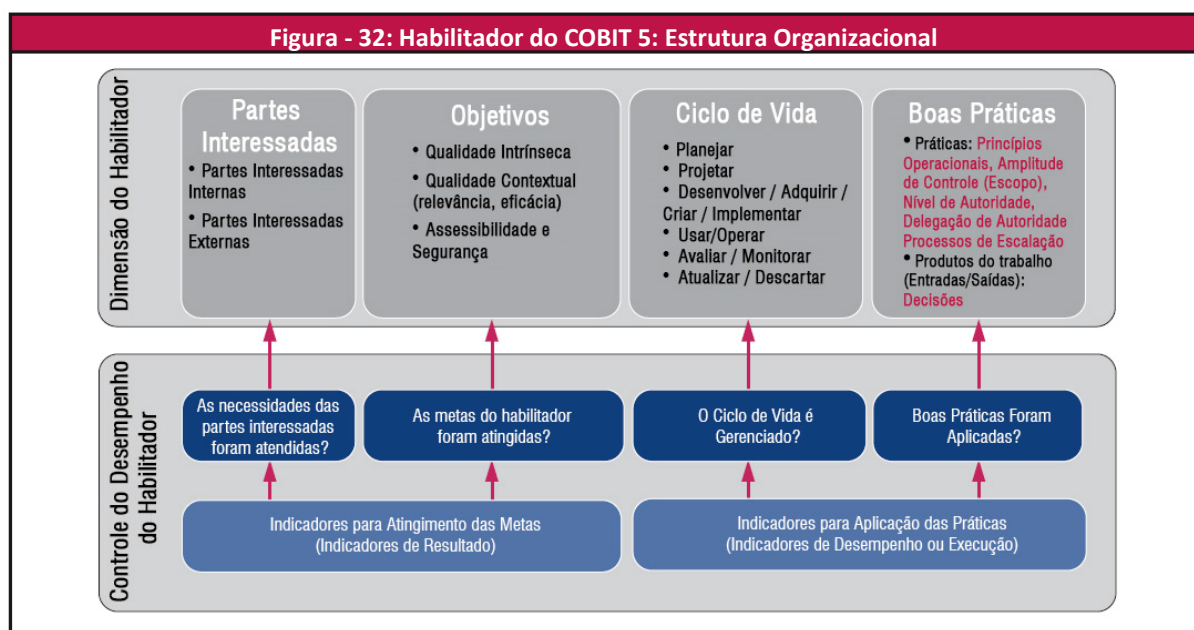 Figura - 32: Habilitador do COBIT 5: Estrutura Organizacional
Dimensão do Habilitador
Partes
Interessadas
• Partes Interessadas
Internas
• Partes Interessadas
Externas
Objetivos
• Qualidade Intrínseca
• Qualidade Contextual
(relevância, eficácia)
• Assessibilidade e
Segurança
Ciclo de Vida
• Planejar
• Projetar
• Desenvolver / Adquirir /
Criar / Implementar
• Usar/Operar
• Avaliar / Monitorar
• Atualizar / Descartar
Boas Práticas
• Práticas: Princípios
Operacionais, Amplitude
de Controle (Escopo),
Nível de Autoridade,
Delegação de Autoridade
Processos de Escalação
• Produtos do trabalho
(Entradas/Saídas):
Decisões
Controle do Desempenho
do Habilitador
As necessidades das
partes interessadas
foram atendidas?
As metas do habilitador
foram atingidas?
O Ciclo de Vida é
Gerenciado?
Boas Práticas Foram
Aplicadas?
Indicadores para Atingimento das Metas
(Indicadores de Resultado)
Indicadores para Aplicação das Práticas
(Indicadores de Desempenho ou Execução)